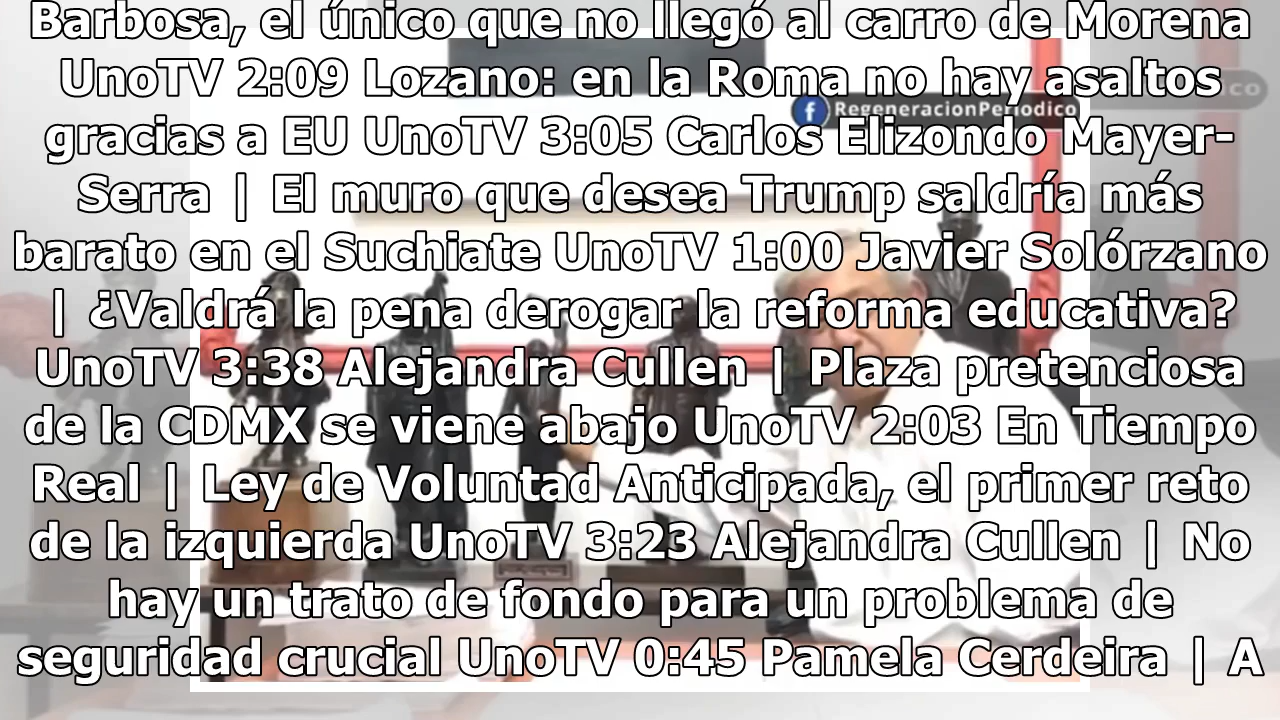 Barbosa, el único que no llegó al carro de Morena
UnoTV 2:09 Lozano: en la Roma no hay asaltos
RegeneracionPeriodico
co
gracias a EU UnoTV 3:05 Carlos Elizondo Mayer-
Serra | El muro que desea Trump saldría más
barato en el Suchiate UnoTV 1:00 Javier Solórzano
| ¿Valdrá la pena derogar la reforma educativa?
UnoTV 3:38 Alejandra Cullen | Plaza pretenciosa
de la CDMX se viene abajo UnoTV 2:03 En Tiempo
Real | Ley de Voluntad Anticipada, el primer reto
de la izquierda UnoTV 3:23 Alejandra Cullen | No
hay un trato de fondo para un problema de
seguridad crucial UnoTV 0:45 Pamela Cerdeira | A